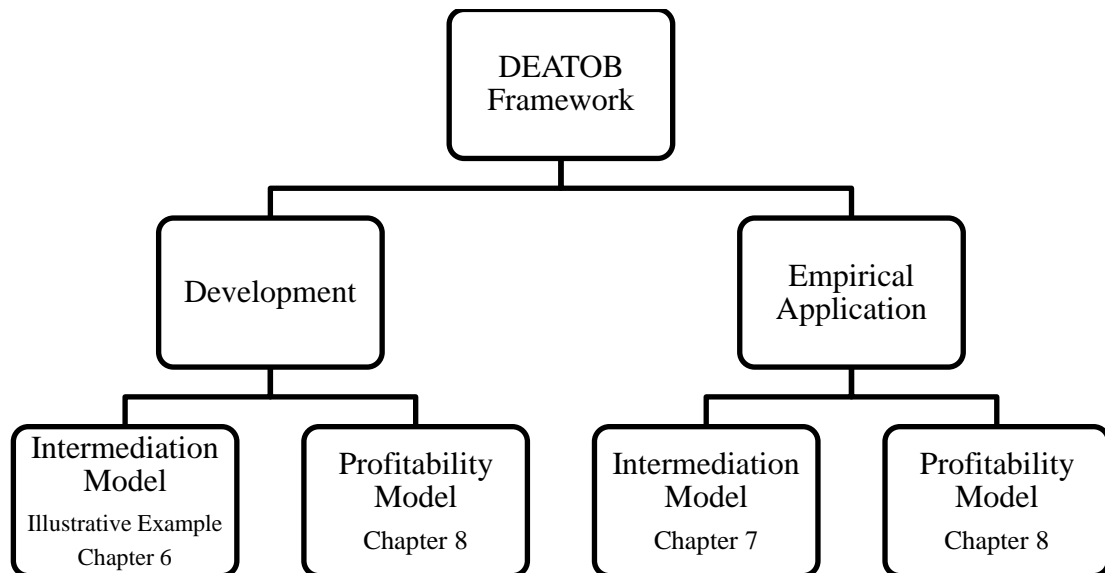 DEATOB
Framework
Development
Empirical
Application
Intermediation
Model
Illustrative Example
Chapter 6
Profitability
Model
Chapter 8
Intermediation
Model
Chapter 7
Profitability
Model
Chapter 8